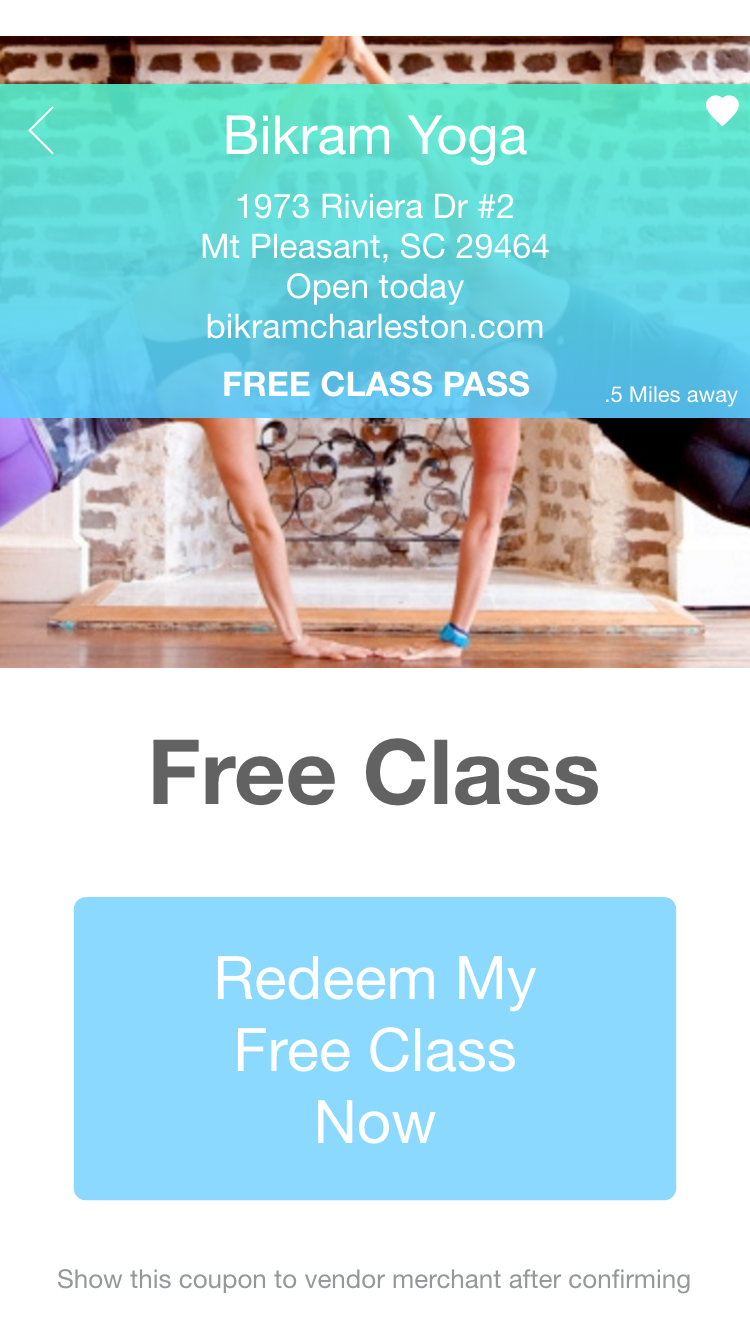 Bikram Yoga
1973 Riviera Dr #2
Mt Pleasant, SC 29464
Open today
bikramcharleston.com
FREE CLASS PASS
.5 Miles away
Free Class
Redeem My
Free Class
Now
Show this coupon to vendor merchant after confirming